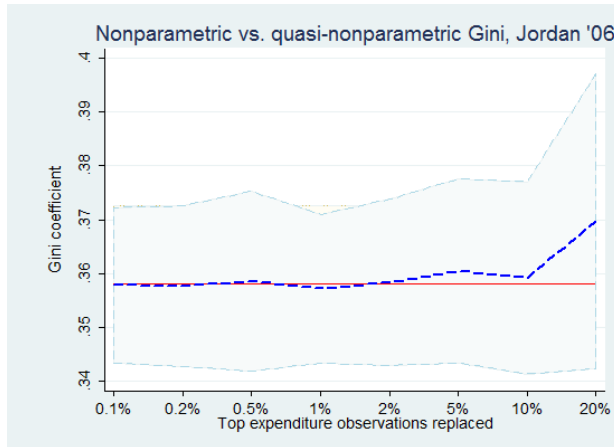 Nonparametric vs. quasi-nonparametric Gini, Jordan '06
.4
.39
.38
.37
.36
.35
.34
Gini coefficient
0.1% 0.2% 0.5% 1% 2% 5% 10% 20%
Top expenditure observations replaced